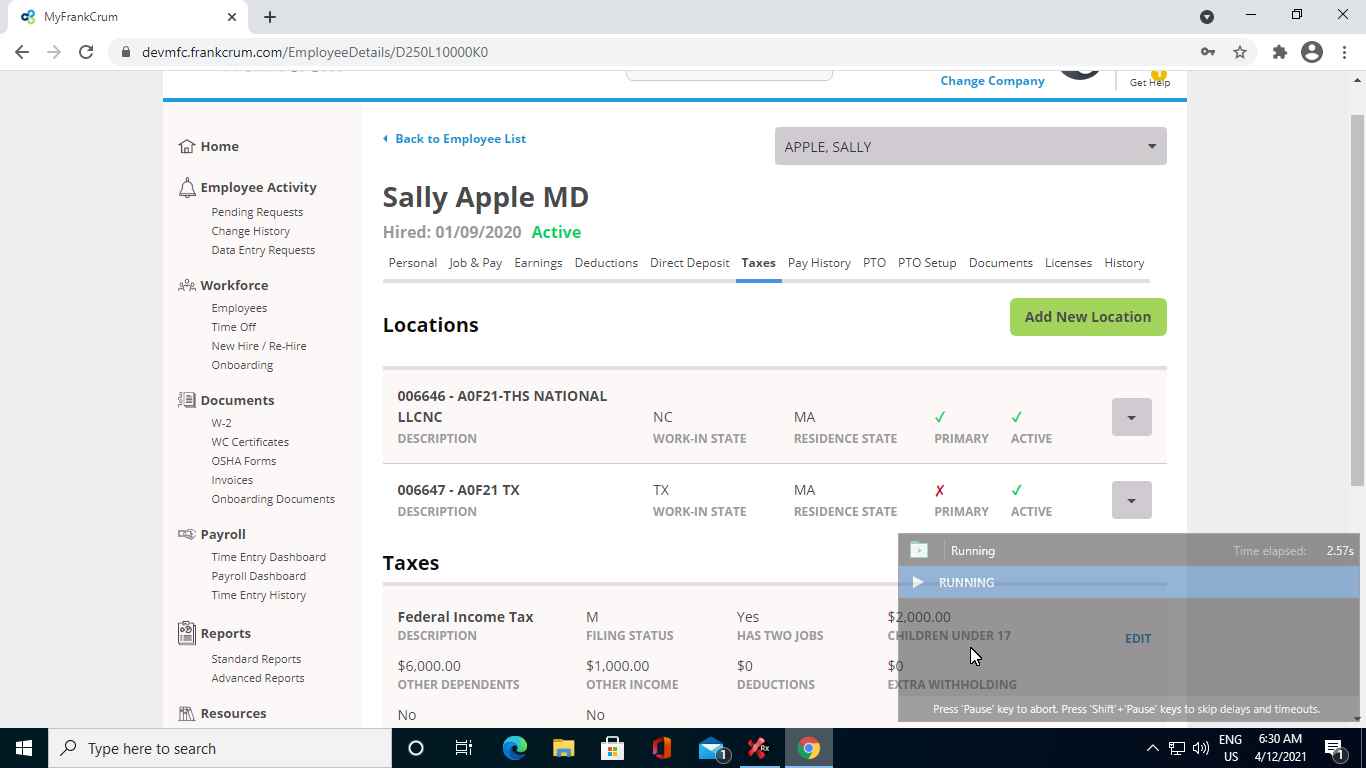 MyFrankCrum
devmfc.frankcrum.com/EmployeeDetails/D250L10000K0
Change Company
Get Help
Home
Employee Activity
Pending Requests
Change History
Data Entry Requests
Workforce
Employees
Time Off
New Hire / Re-Hire
Onboarding
Documents
W-2
WC Certificates
OSHA Forms
Invoices
Onboarding Documents
Payroll
Time Entry Dashboard
Payroll Dashboard
Time Entry History
Reports
Standard Reports
Advanced Reports
Resources
Back to Employee List
APPLE, SALLY
Sally Apple MD
Hired: 01/09/2020 Active
Personal Job & Pay Earnings Deductions Direct Deposit Taxes Pay History PTO PTO Setup Documents Licenses History
Locations
Add New Location
006646 - A0F21-THS NATIONAL
LLCNC NC MA ✓ ✓
DESCRIPTION WORK-IN STATE RESIDENCE STATE PRIMARY ACTIVE
006647 - A0F21 TX TX MA ✗ ✓
DESCRIPTION WORK-IN STATE RESIDENCE STATE PRIMARY ACTIVE
Taxes
Federal Income Tax M Yes $2,000.00
DESCRIPTION FILING STATUS HAS TWO JOBS CHILDREN UNDER 17
EDIT
$6,000.00 $1,000.00 $0 $0
OTHER DEPENDENTS OTHER INCOME DEDUCTIONS EXTRA WITHHOLDING
No No
Running Time elapsed: 2.57s
RUNNING
Press 'Pause' key to abort. Press 'Shift'+'Pause' keys to skip delays and timeouts.
Type here to search
1
Rx
ENG
US
6:30 AM
4/12/2021
1